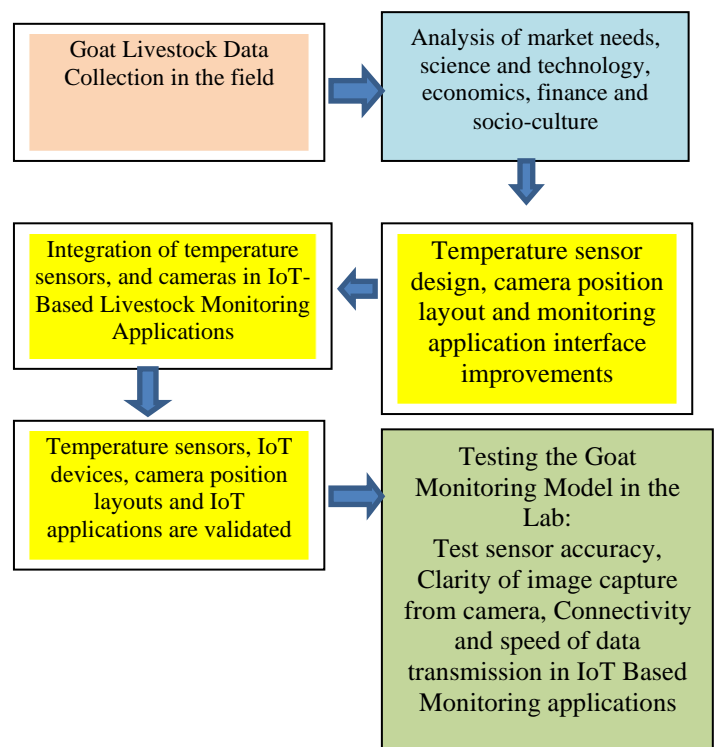 Goat Livestock Data
Collection in the field
Analysis of market needs,
science and technology,
economics, finance and
socio-culture
Temperature sensor
design, camera position
layout and monitoring
application interface
improvements
Integration of temperature
sensors, and cameras in IoT-
Based Livestock Monitoring
Applications
Temperature sensors, IoT
devices, camera position
layouts and IoT
applications are validated
Testing the Goat
Monitoring Model in the
Lab:
Test sensor accuracy,
Clarity of image capture
from camera, Connectivity
and speed of data
transmission in IoT Based
Monitoring applications